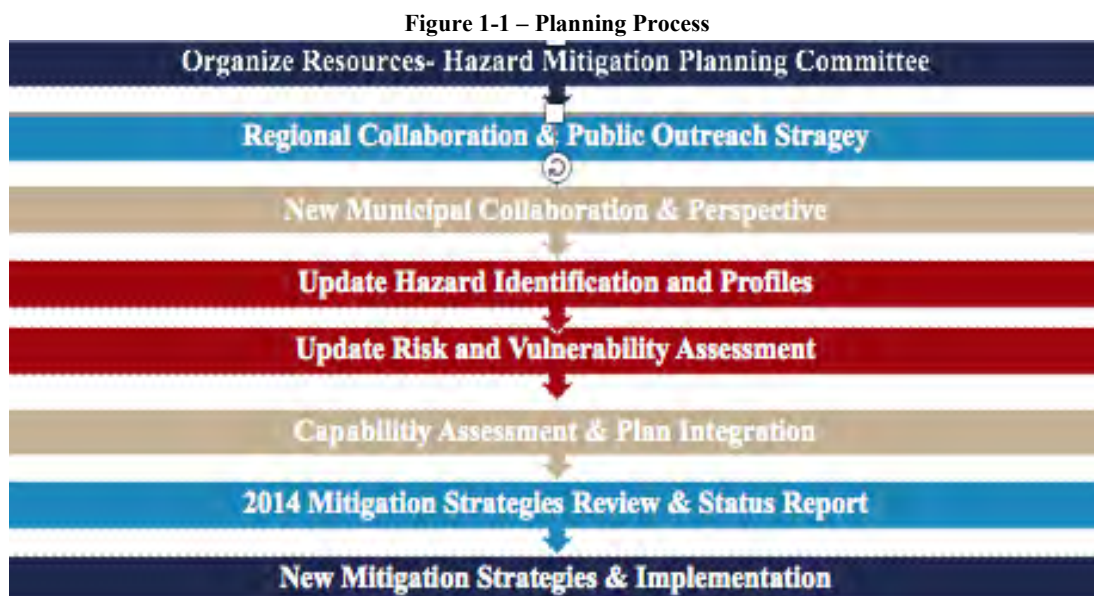 Figure 1-1 – Planning Process
Organize Resources- Hazard Mitigation Planning Committee
Regional Collaboration & Public Outreach Stragey
New Municipal Collaboration & Perspective
Update Hazard Identification and Profiles
Update Risk and Vulnerability Assessment
Capabilitiy Assessment & Plan Integration
2014 Mitigation Strategies Review & Status Report
New Mitigation Strategies & Implementation